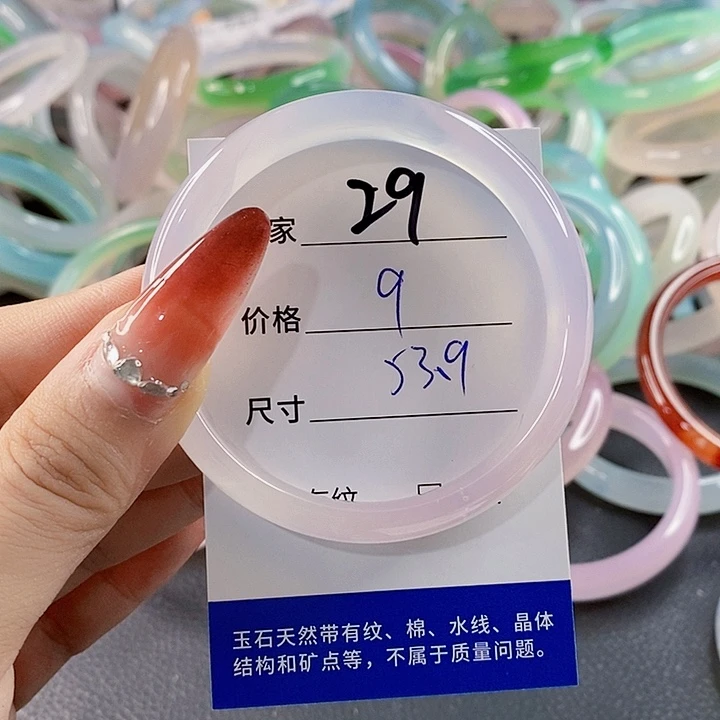 家 29
价格 9
尺寸 53.9
玉石天然带有纹、棉、水线、晶体
结构和矿点等，不属于质量问题。